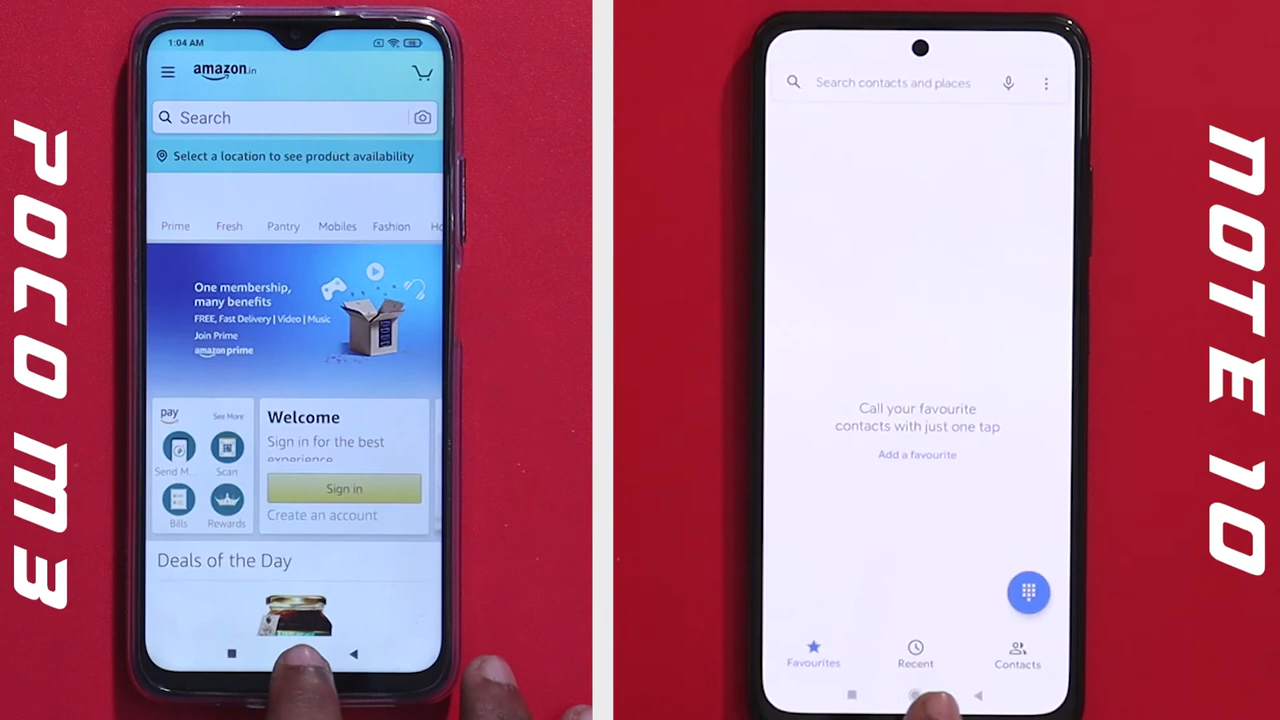 POCO M3
1:04 AM
amazon.in
Search
Select a location to see product availability
Prime Fresh Pantry Mobiles Fashion Ho
One membership,
many benefits
FREE, Fast Delivery | Video | Music
Join Prime
amazon prime
pay See More
Send M... Scan
Bills Rewards
Welcome
Sign in for the best
experience
Sign in
Create an account
Deals of the Day
Search contacts and places
Call your favourite
contacts with just one tap
Add a favourite
Favourites Recent Contacts
NOTE 10